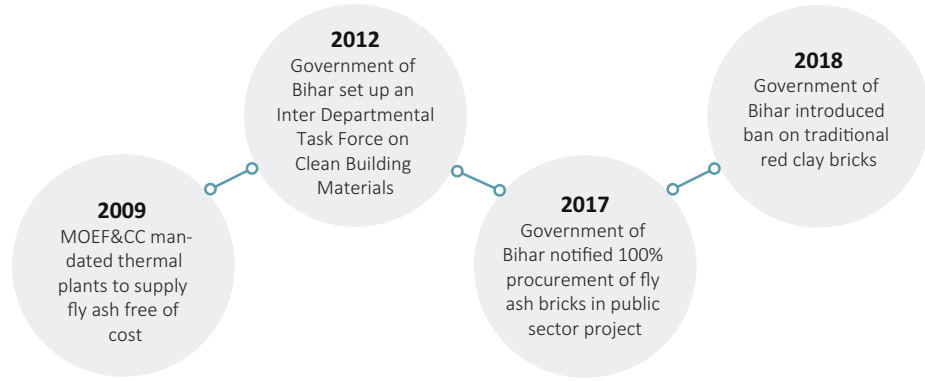 2009
MOEF&CC man-
dated thermal
plants to supply
fly ash free of
cost
2012
Government of
Bihar set up an
Inter Departmental
Task Force on
Clean Building
Materials
2017
Government of
Bihar notified 100%
procurement of fly
ash bricks in public
sector project
2018
Government of
Bihar introduced
ban on traditional
red clay bricks